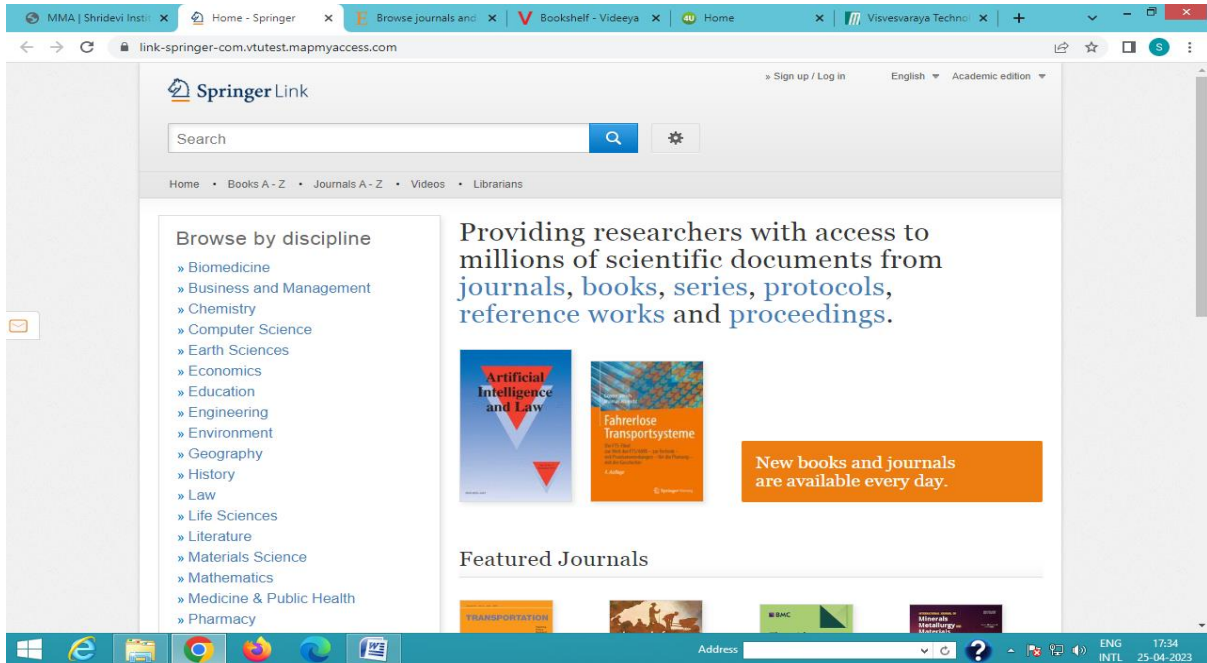 MMA | Shridevi Instit
Home - Springer
Browse journals and
Bookshelf - Videeya
Home
Visvesvaraya Technol
link-springer-com.vtutest.mapmyaccess.com
S
Springer Link
» Sign up / Log in
English
Academic edition
Search
Home • Books A - Z • Journals A - Z • Videos • Librarians
Browse by discipline
» Biomedicine
» Business and Management
» Chemistry
» Computer Science
» Earth Sciences
» Economics
» Education
» Engineering
» Environment
» Geography
» History
» Law
» Life Sciences
» Literature
» Materials Science
» Mathematics
» Medicine & Public Health
» Pharmacy
Providing researchers with access to
millions of scientific documents from
journals, books, series, protocols,
reference works and proceedings.
Artificial
Intelligence
and Law
Fahrerlose
Transportsysteme
New books and journals
are available every day.
Featured Journals
TRANSPORTATION
BMC
Minerals
Metallurgy
Materials
Address
ENG
INTL
17:34
25-04-2023